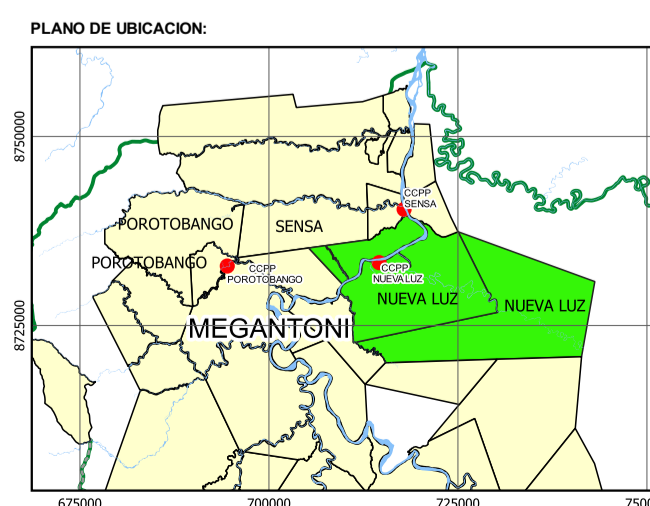 PLANO DE UBICACION:
8750000
CCPP
SENSA
POROTOBANGO
SENSA
POROTOBANGO
CCPP
POROTOBANGO
CCPP
NUEVA LUZ
NUEVA LUZ
NUEVA LUZ
MEGANTONI
8725000
675000
700000
725000
7500